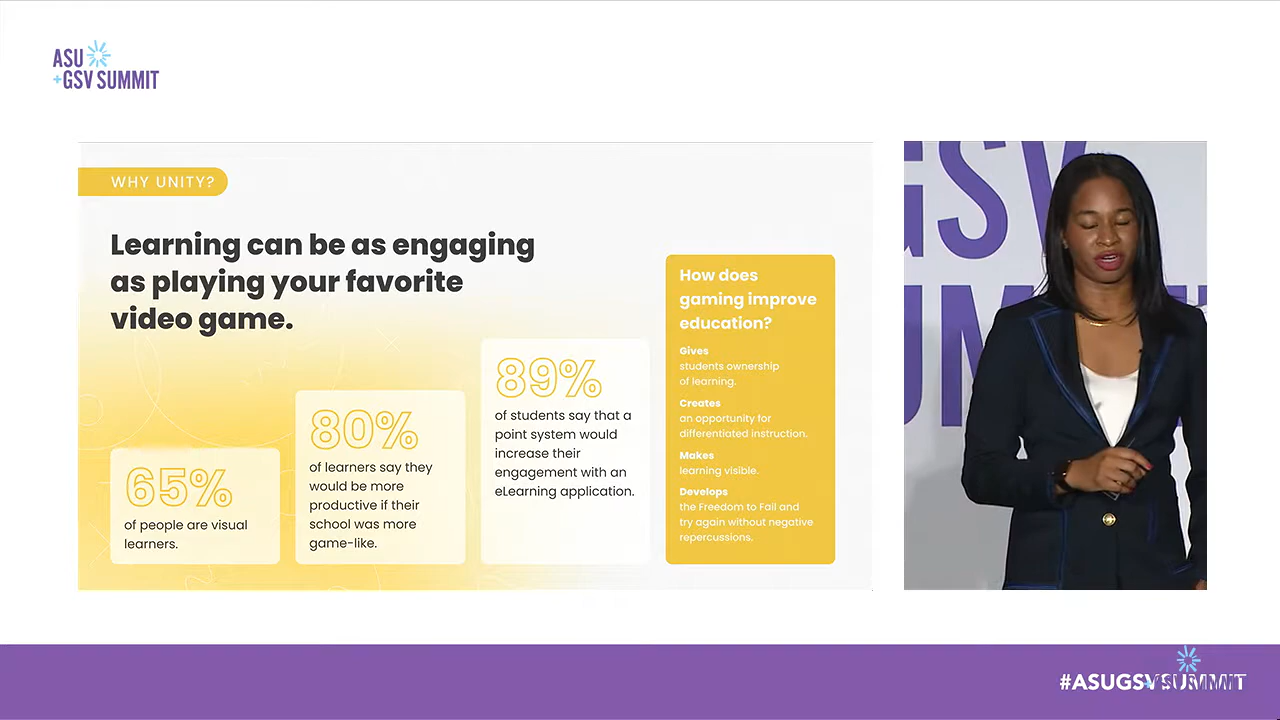 ASU
+GSV SUMMIT
WHY UNITY?
Learning can be as engaging
as playing your favorite
video game.
65%
of people are visual
learners.
80%
of learners say they
would be more
productive if their
school was more
game-like.
89%
of students say that a
point system would
increase their
engagement with an
eLearning application.
How does
gaming improve
education?
Gives
students ownership
of learning.
Creates
an opportunity for
differentiated instruction.
Makes
learning visible.
Develops
the Freedom to Fail and
try again without negative
repercussions.
GSV
#ASUGSVSUMMIT